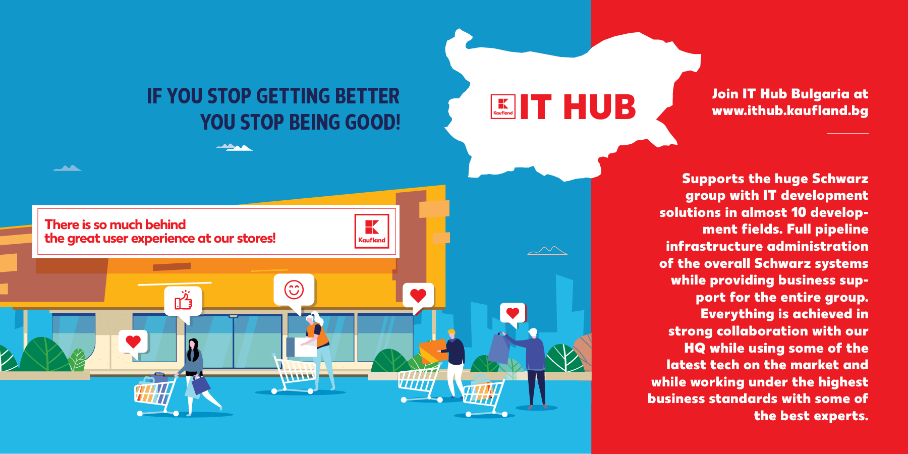 IF YOU STOP GETTING BETTER
YOU STOP BEING GOOD!
Kaufland
IT HUB
Join IT Hub Bulgaria at
www.ithub.kaufland.bg
There is so much behind
the great user experience at our stores!
Kaufland
Supports the huge Schwarz
group with IT development
solutions in almost 10 develop-
ment fields. Full pipeline
infrastructure administration
of the overall Schwarz systems
while providing business sup-
port for the entire group.
Everything is achieved in
strong collaboration with our
HQ while using some of the
latest tech on the market and
while working under the highest
business standards with some of
the best experts.